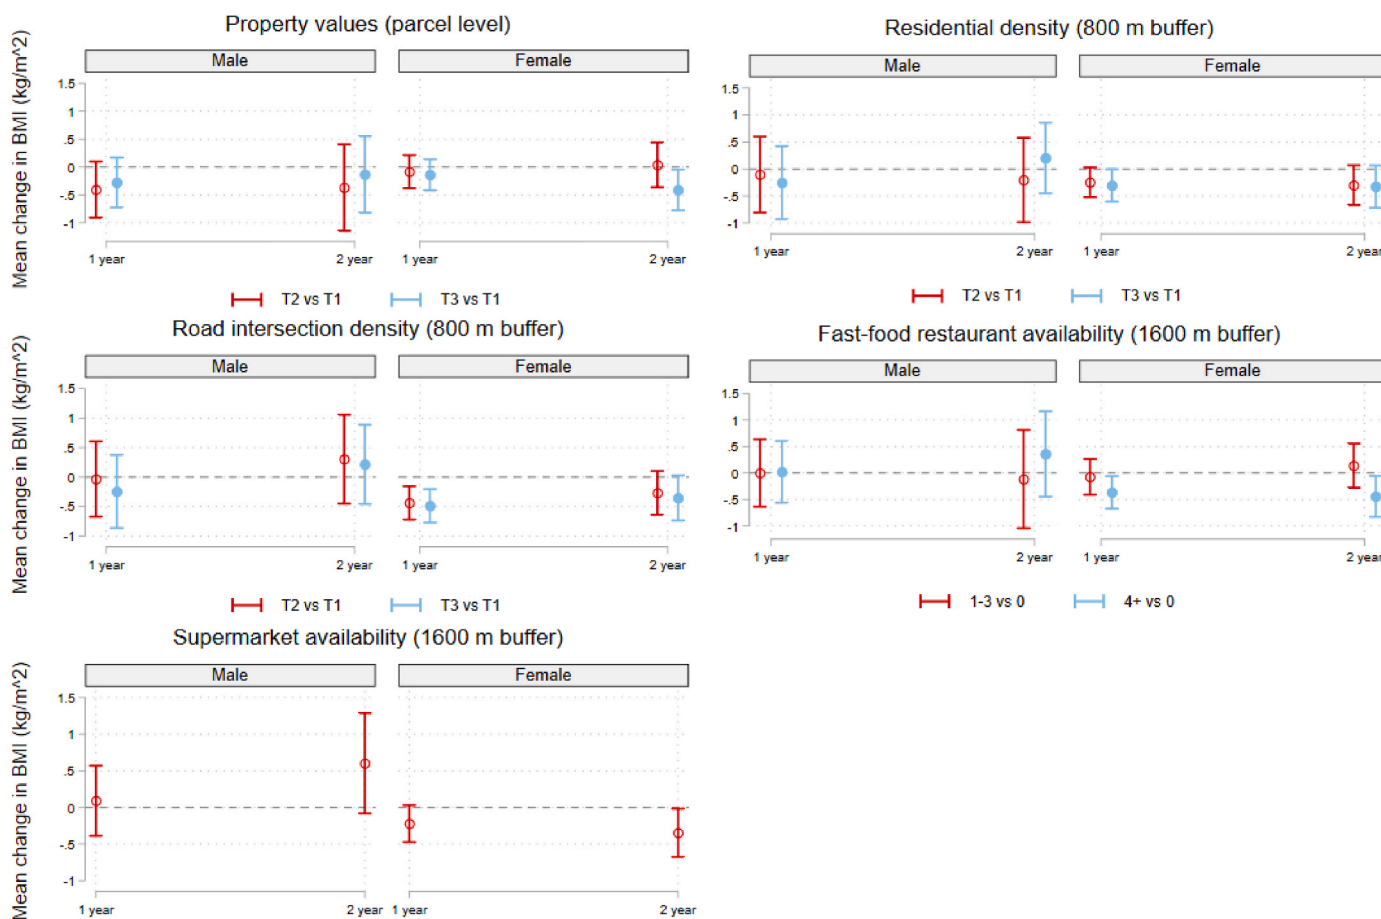 Property values (parcel level)
Mean change in BMI (kg/m^2)
Male
Female
1.5
1
.5
0
-.5
-1
1 year
2 year
1 year
2 year
T2 vs T1
T3 vs T1
Residential density (800 m buffer)
Male
Female
1.5
1
.5
0
-.5
-1
1 year
2 year
1 year
2 year
T2 vs T1
T3 vs T1
Road intersection density (800 m buffer)
Mean change in BMI (kg/m^2)
Male
Female
1.5
1
.5
0
-.5
-1
1 year
2 year
1 year
2 year
T2 vs T1
T3 vs T1
Fast-food restaurant availability (1600 m buffer)
Male
Female
1.5
1
.5
0
-.5
-1
1 year
2 year
1 year
2 year
1-3 vs 0
4+ vs 0
Supermarket availability (1600 m buffer)
Mean change in BMI (kg/m^2)
Male
Female
1.5
1
.5
0
-.5
-1
1 year
2 year
1 year
2 year